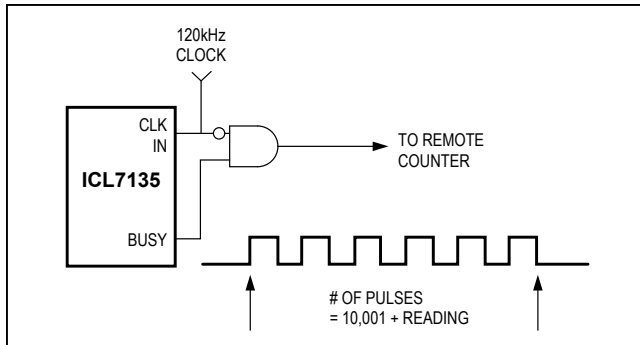 120kHz
CLOCK
CLK
IN
ICL7135
BUSY
TO REMOTE
COUNTER
# OF PULSES
= 10,001 + READING